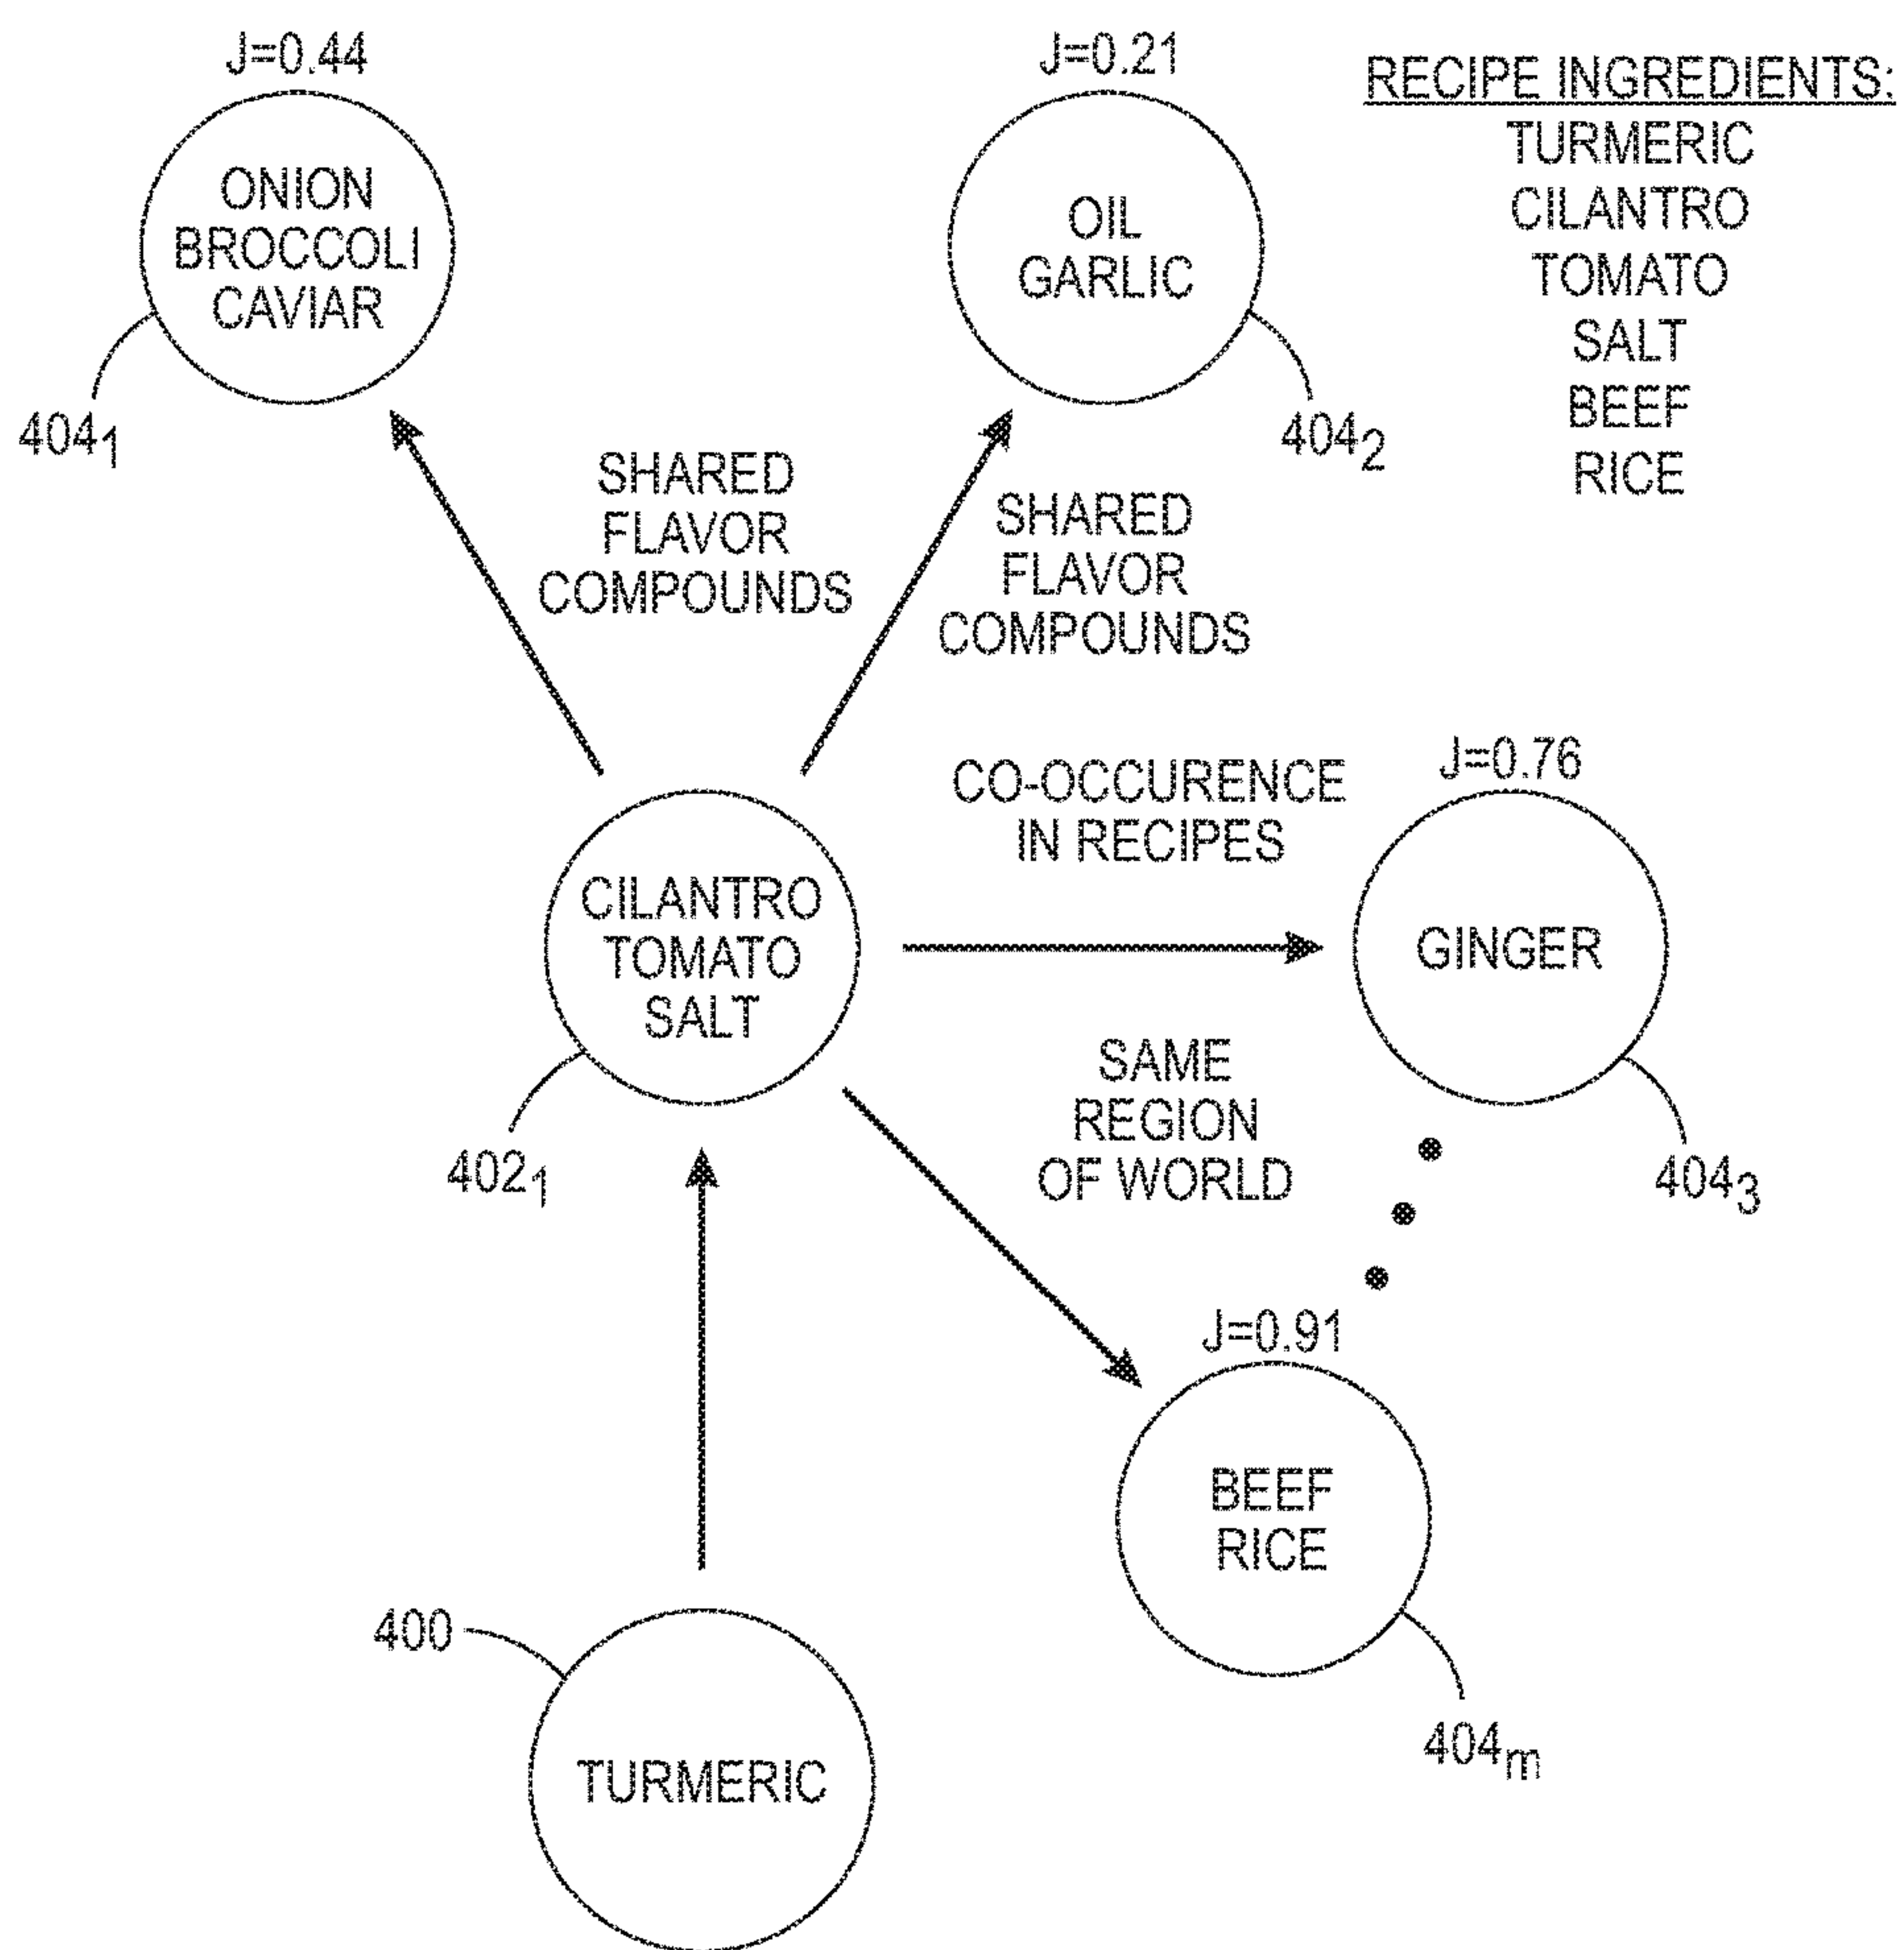 J=0.44
ONION
BROCCOLI
CAVIAR
404₁
J=0.21
OIL
GARLIC
404₂
RECIPE INGREDIENTS:
TURMERIC
CILANTRO
TOMATO
SALT
BEEF
RICE
SHARED
FLAVOR
COMPOUNDS
SHARED
FLAVOR
COMPOUNDS
CO-OCCURENCE
IN RECIPES
J=0.76
GINGER
404₃
CILANTRO
TOMATO
SALT
402₁
SAME
REGION
OF WORLD
J=0.91
BEEF
RICE
404m
400
TURMERIC